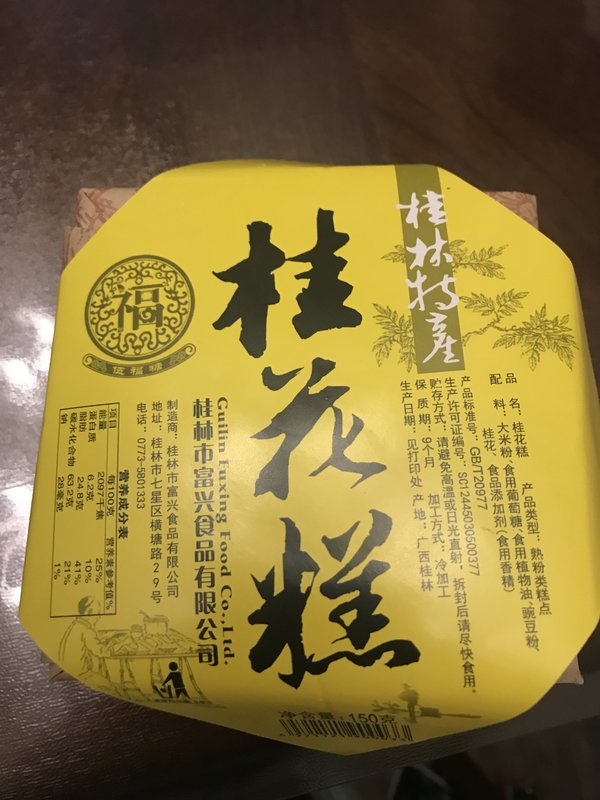 桂林特产
桂花糕
福
Guilin Fuxing Food Co.,Ltd.
桂林市富兴食品有限公司
品 名：桂花糕 产品类型：熟粉类糕点
配 料：大米粉、食用葡萄糖、食用植物油、豌豆粉、
桂花、食品添加剂（食用香精）
产品标准号：GB/T20977
生产许可证编号：SC12445030500377
贮存方式：请避免高温或日光直射，拆封后请尽快食用。
保 质 期：9个月 加工方式：冷加工
生产日期：见打印处 产 地：广西桂林
制造商：桂林市富兴食品有限公司
地址：桂林市七星区横塘路29号
电话：0773-5801333
营养成分表
项目 每100克 营养素参考值%
能量 2097千焦 25%
蛋白质 6.2克 10%
脂肪 24.8克 41%
碳水化合物 63.2克 21%
钠 28毫克 1%
净含量：150克